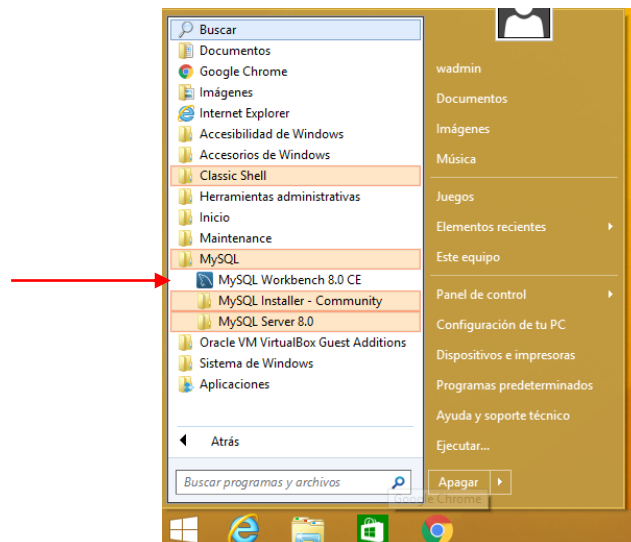 Buscar
Documentos
Google Chrome
Imágenes
Internet Explorer
Accesibilidad de Windows
Accesorios de Windows
Classic Shell
Herramientas administrativas
Inicio
Maintenance
MySQL
MySQL Workbench 8.0 CE
MySQL Installer - Community
MySQL Server 8.0
Oracle VM VirtualBox Guest Additions
Sistema de Windows
Aplicaciones
Atrás
Buscar programas y archivos
wadmin
Documentos
Imágenes
Música
Juegos
Elementos recientes
Este equipo
Panel de control
Configuración de tu PC
Dispositivos e impresoras
Programas predeterminados
Ayuda y soporte técnico
Ejecutar...
Apagar
Google Chrome